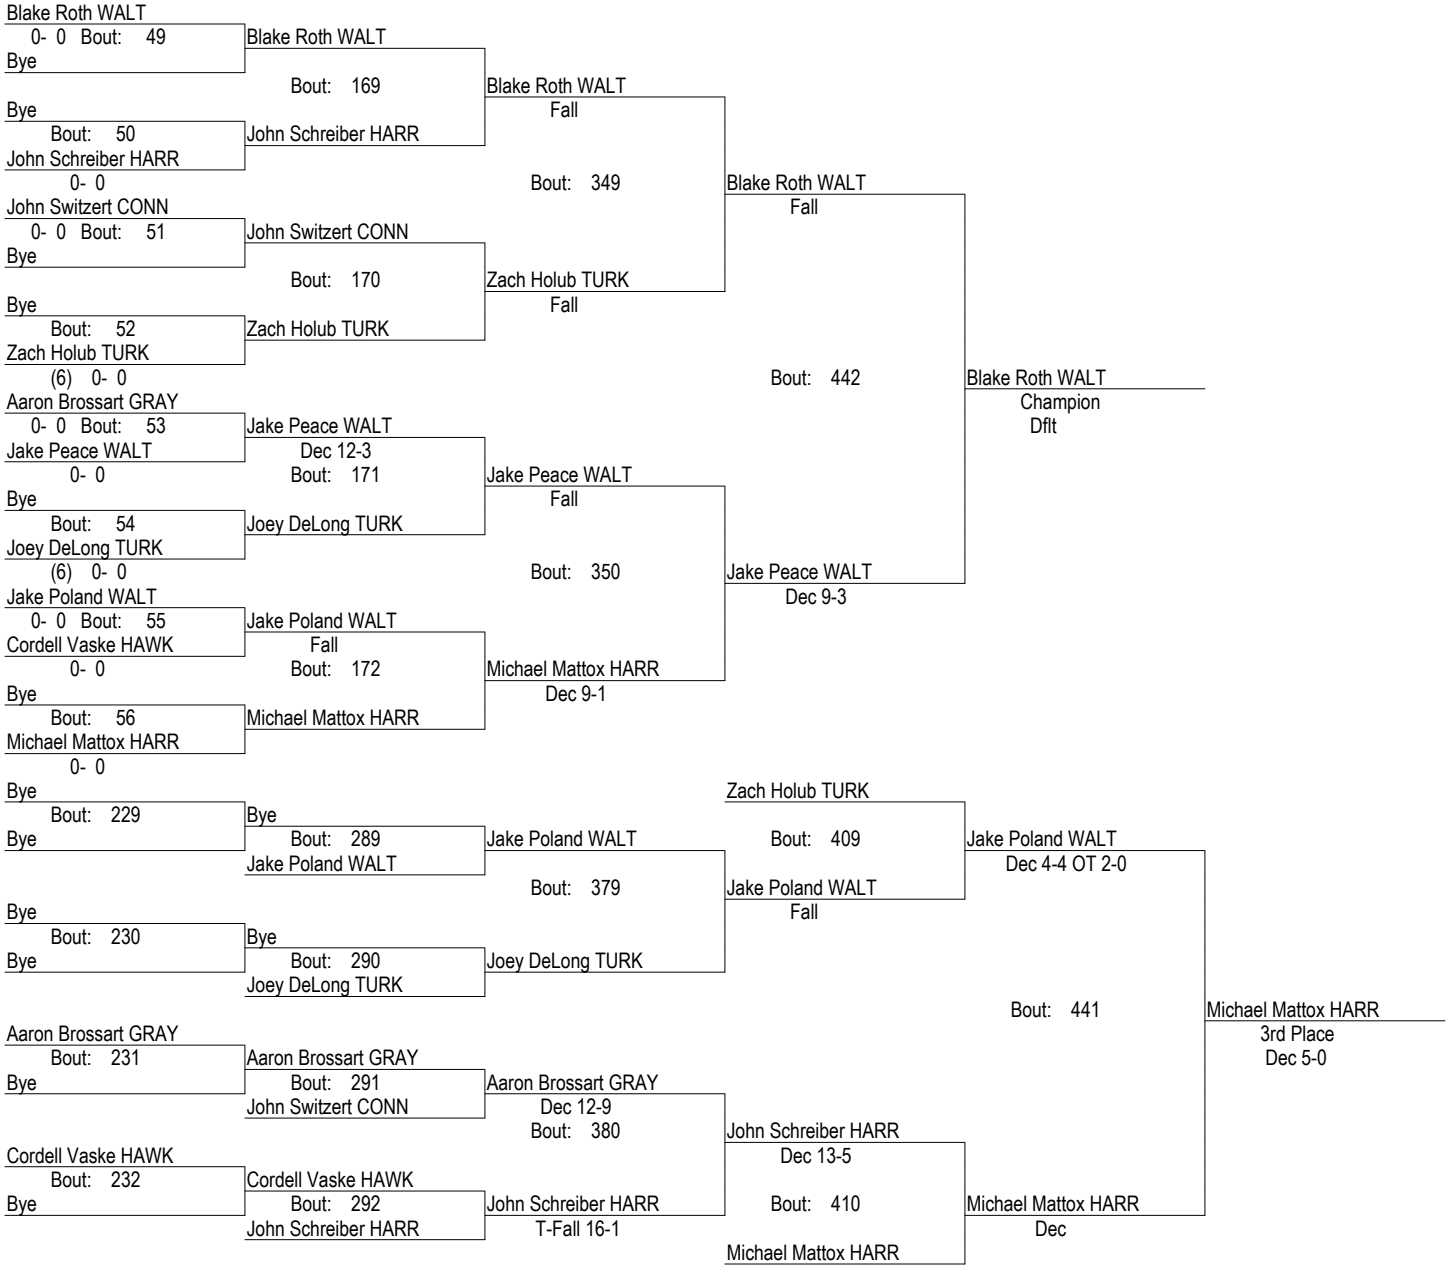 Blake Roth WALT
0- 0 Bout: 49 Blake Roth WALT
Bye
Bout: 169 Blake Roth WALT
Bye Fall
Bout: 50 John Schreiber HARR
John Schreiber HARR
0- 0 Bout: 349 Blake Roth WALT
John Switzert CONN Fall
0- 0 Bout: 51 John Switzert CONN
Bye
Bout: 170 Zach Holub TURK
Bye Fall
Bout: 52 Zach Holub TURK
Zach Holub TURK
(6) 0- 0 Bout: 442 Blake Roth WALT
Aaron Brossart GRAY Champion
0- 0 Bout: 53 Jake Peace WALT Dflt
Jake Peace WALT Dec 12-3
0- 0 Bout: 171 Jake Peace WALT
Bye Fall
Bout: 54 Joey DeLong TURK
Joey DeLong TURK
(6) 0- 0 Bout: 350 Jake Peace WALT
Jake Poland WALT Dec 9-3
0- 0 Bout: 55 Jake Poland WALT
Cordell Vaske HAWK Fall
0- 0 Bout: 172 Michael Mattox HARR
Bye Dec 9-1
Bout: 56 Michael Mattox HARR
Michael Mattox HARR
0- 0
Bye Zach Holub TURK
Bout: 229 Bye
Bye Bout: 289 Jake Poland WALT Bout: 409 Jake Poland WALT
Jake Poland WALT Dec 4-4 OT 2-0
Bout: 379 Jake Poland WALT
Bye Fall
Bout: 230 Bye
Bye Bout: 290 Joey DeLong TURK
Joey DeLong TURK
Bout: 441 Michael Mattox HARR
Aaron Brossart GRAY 3rd Place
Bout: 231 Aaron Brossart GRAY Dec 5-0
Bye Bout: 291 Aaron Brossart GRAY
John Switzert CONN Dec 12-9
Bout: 380 John Schreiber HARR
Cordell Vaske HAWK Dec 13-5
Bout: 232 Cordell Vaske HAWK
Bye Bout: 292 John Schreiber HARR Bout: 410 Michael Mattox HARR
John Schreiber HARR T-Fall 16-1 Dec
Michael Mattox HARR